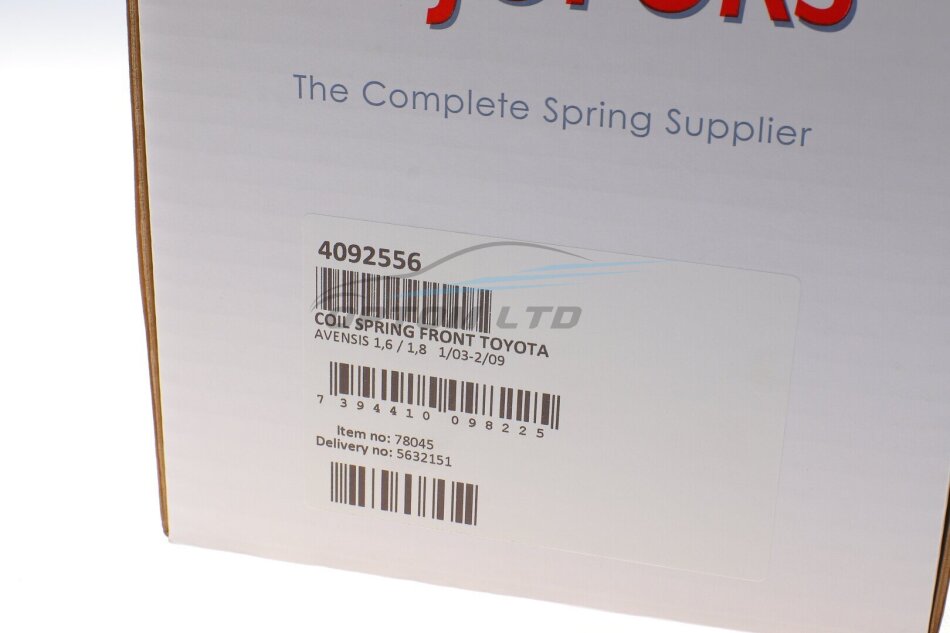 The Complete Spring Supplier
4092556
LTD
COIL SPRING FRONT TOYOTA
AVENSIS 1,6 / 1,8 1/03-2/09
7 394410 098225
Item no: 78045
Delivery no: 5632151